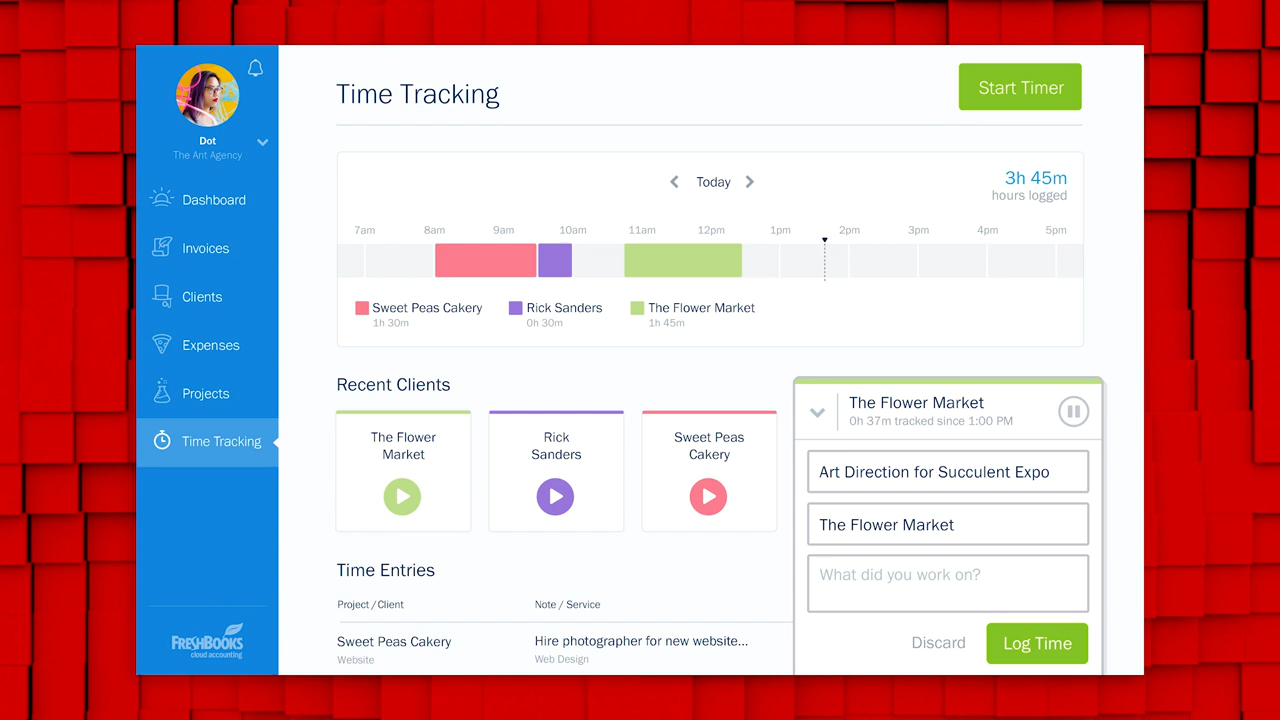 Dot
The Ant Agency
Dashboard
Invoices
Clients
Expenses
Projects
Time Tracking
FRESHBOOKS
cloud accounting
Time Tracking
Start Timer
Today
3h 45m
hours logged
7am 8am 9am 10am 11am 12pm 1pm 2pm 3pm 4pm 5pm
Sweet Peas Cakery Rick Sanders The Flower Market
1h 30m 0h 30m 1h 45m
Recent Clients
The Flower
Market
Rick
Sanders
Sweet Peas
Cakery
Time Entries
Project / Client Note / Service
Sweet Peas Cakery Hire photographer for new website...
Website Web Design
The Flower Market
0h 37m tracked since 1:00 PM
Art Direction for Succulent Expo
The Flower Market
What did you work on?
Discard Log Time